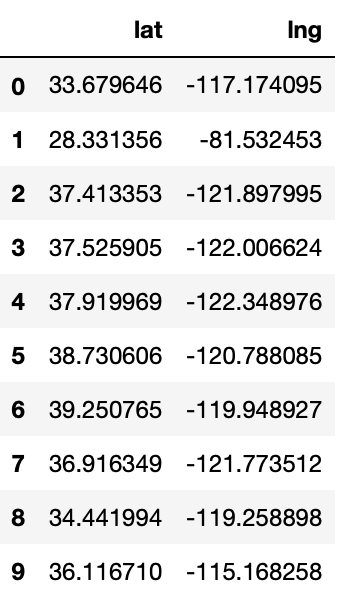 lat lng
0 33.679646 -117.174095
1 28.331356 -81.532453
2 37.413353 -121.897995
3 37.525905 -122.006624
4 37.919969 -122.348976
5 38.730606 -120.788085
6 39.250765 -119.948927
7 36.916349 -121.773512
8 34.441994 -119.258898
9 36.116710 -115.168258